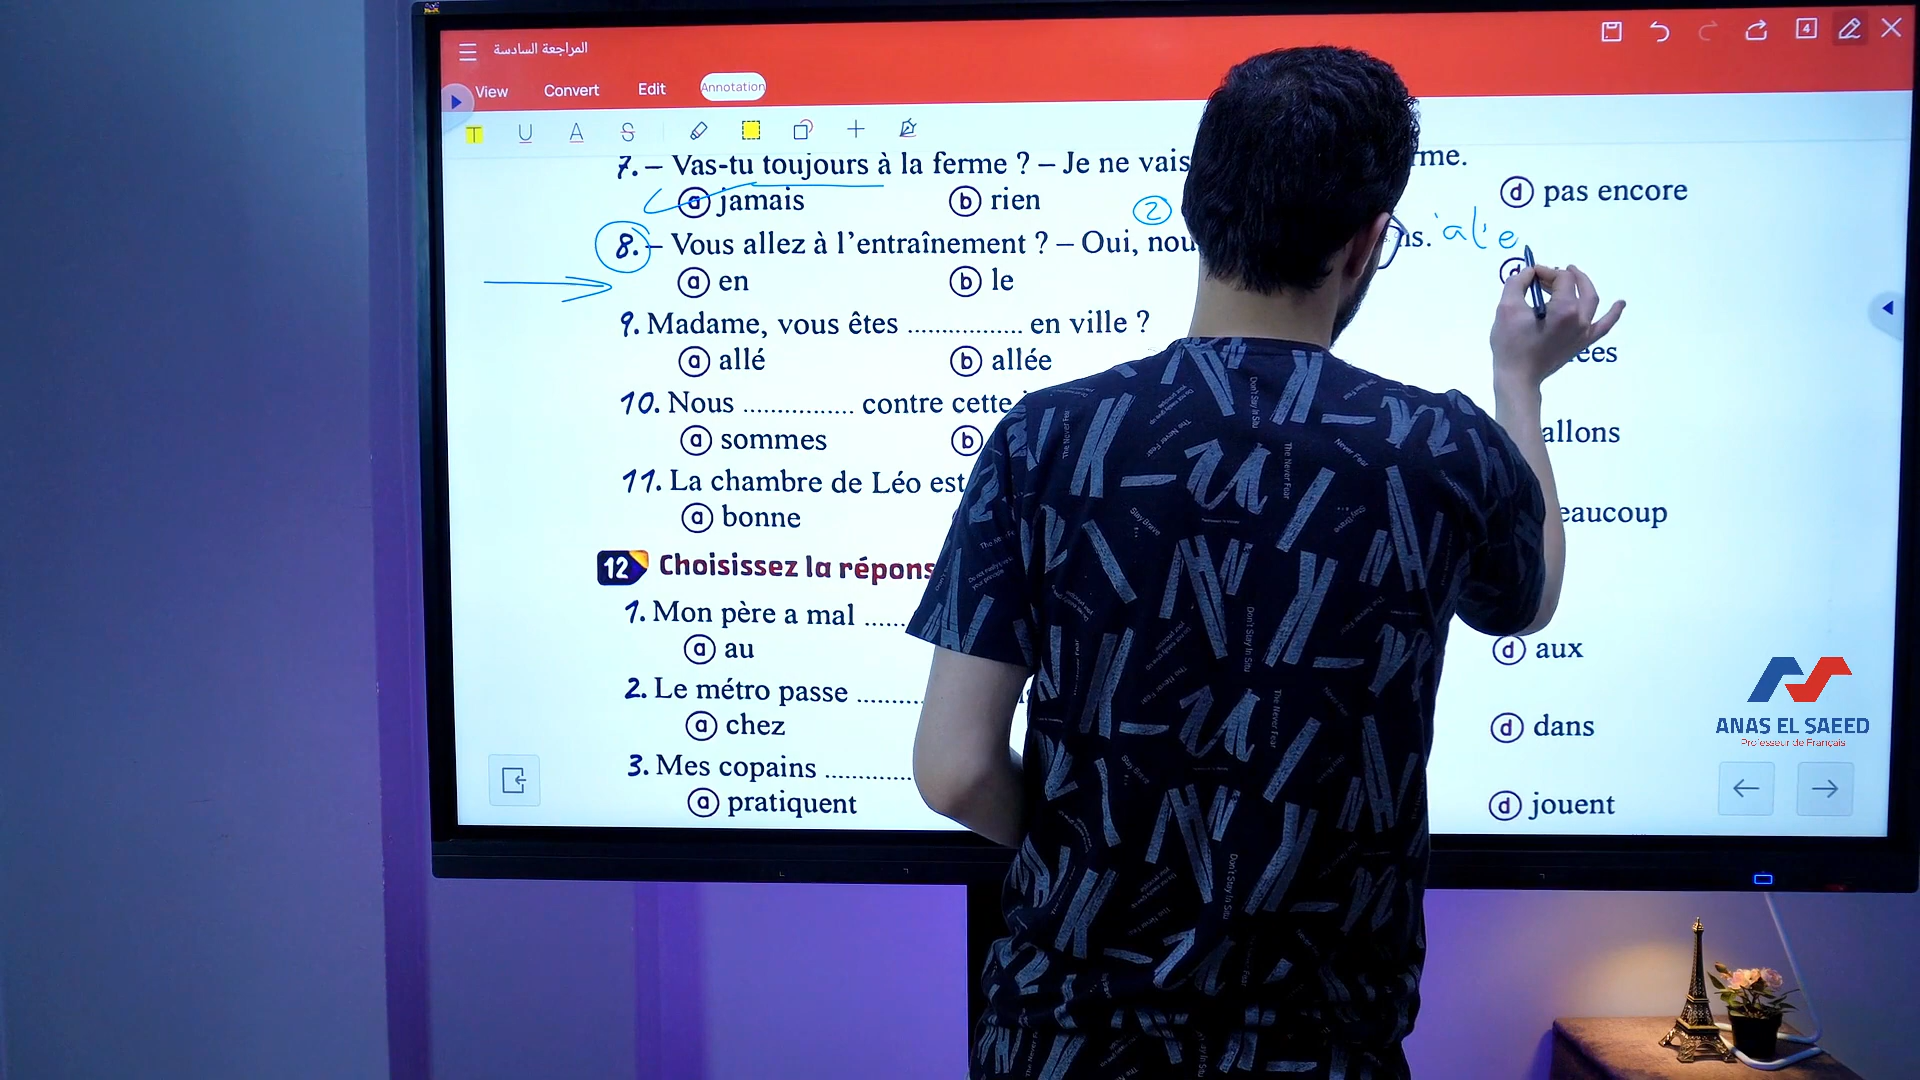 المراجعة السادسة
4
View Convert Edit Annotation
T U A S
7. – Vas-tu toujours à la ferme ? – Je ne vais
ⓐ jamais ⓑ rien ⓓ pas encore
2
8. – Vous allez à l'entraînement ? – Oui, nou ns. à l'e
ⓐ en ⓑ le
9. Madame, vous êtes ................. en ville ?
ⓐ allé ⓑ allée
10. Nous ................ contre cette
ⓐ sommes ⓑ allons
11. La chambre de Léo est
ⓐ bonne eaucoup
12 Choisissez la répons
1. Mon père a mal ......
ⓐ au ⓓ aux
2. Le métro passe .........
ⓐ chez ⓓ dans
3. Mes copains ............
ⓐ pratiquent ⓓ jouent
ANAS EL SAEED
Professeur de Français